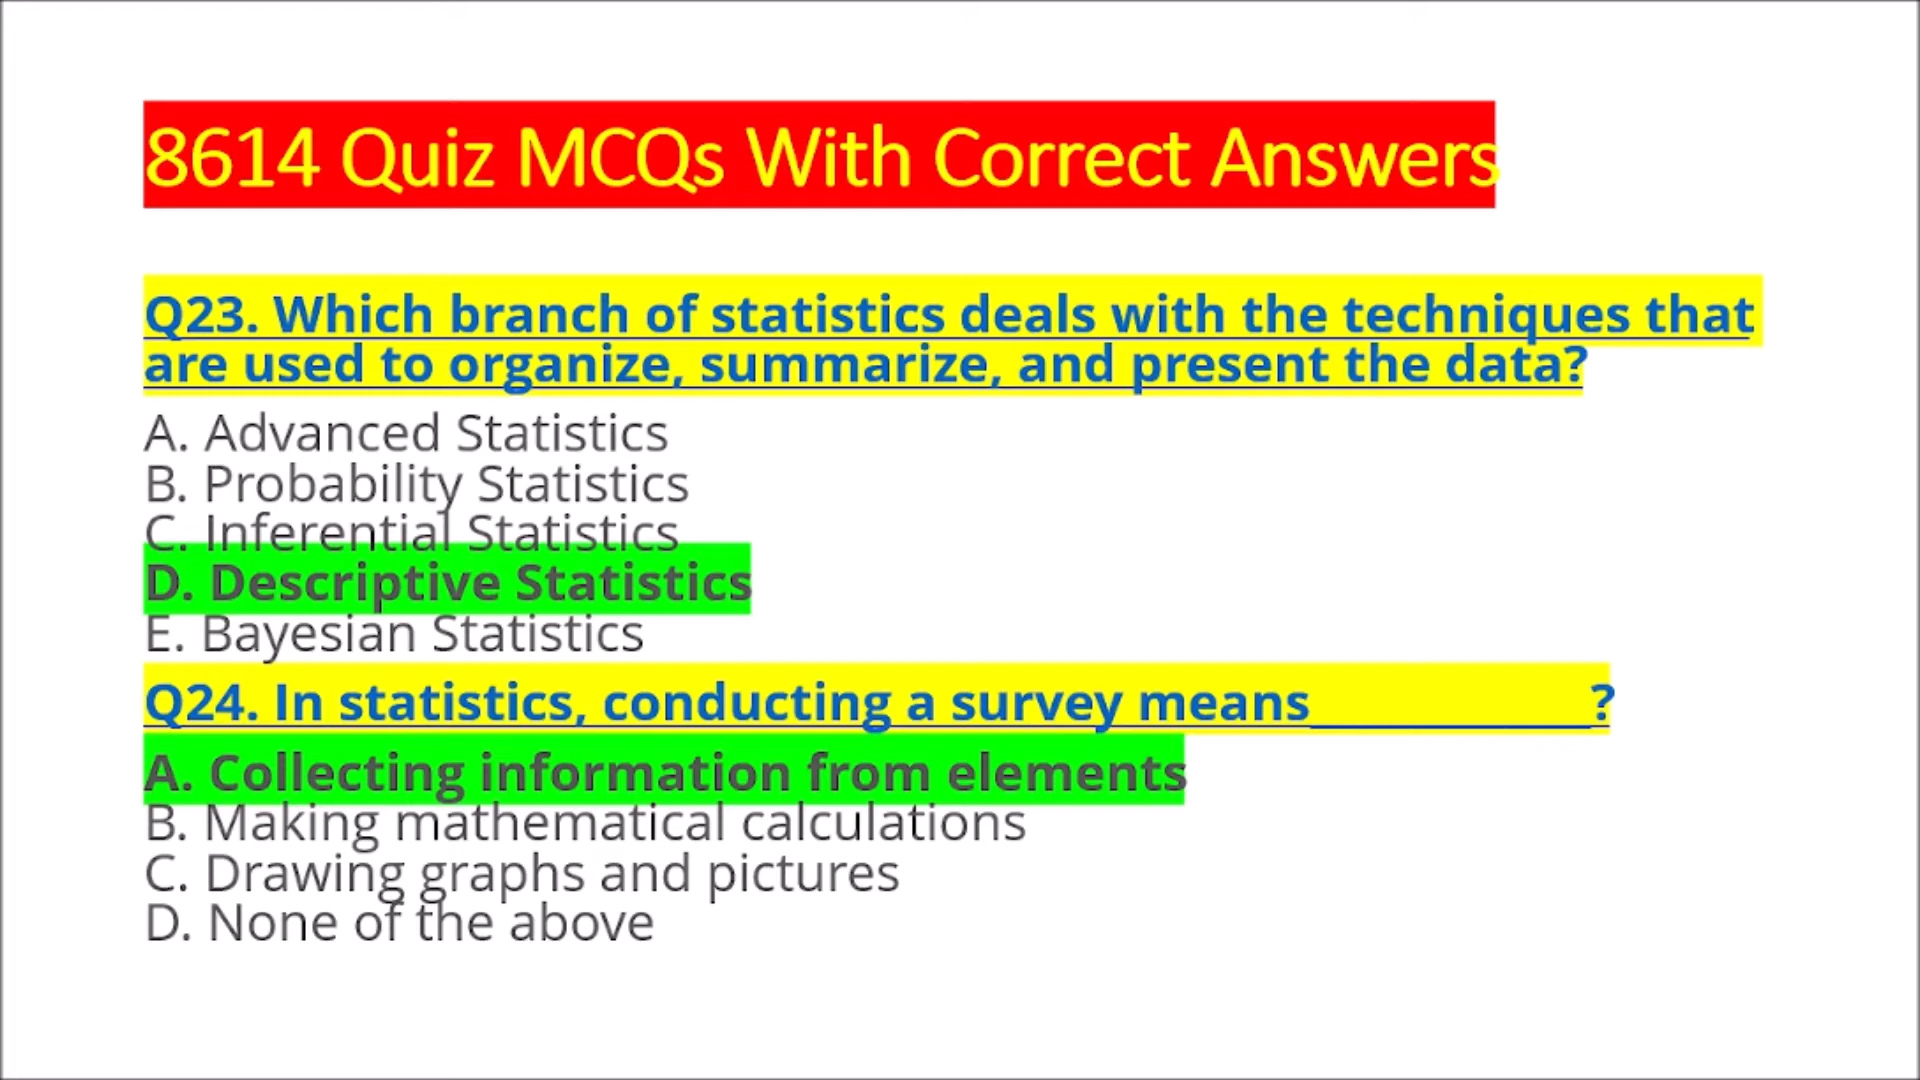 8614 Quiz MCQs With Correct Answers
Q23. Which branch of statistics deals with the techniques that
are used to organize, summarize, and present the data?
A. Advanced Statistics
B. Probability Statistics
C. Inferential Statistics
D. Descriptive Statistics
E. Bayesian Statistics
Q24. In statistics, conducting a survey means_________?
A. Collecting information from elements
B. Making mathematical calculations
C. Drawing graphs and pictures
D. None of the above